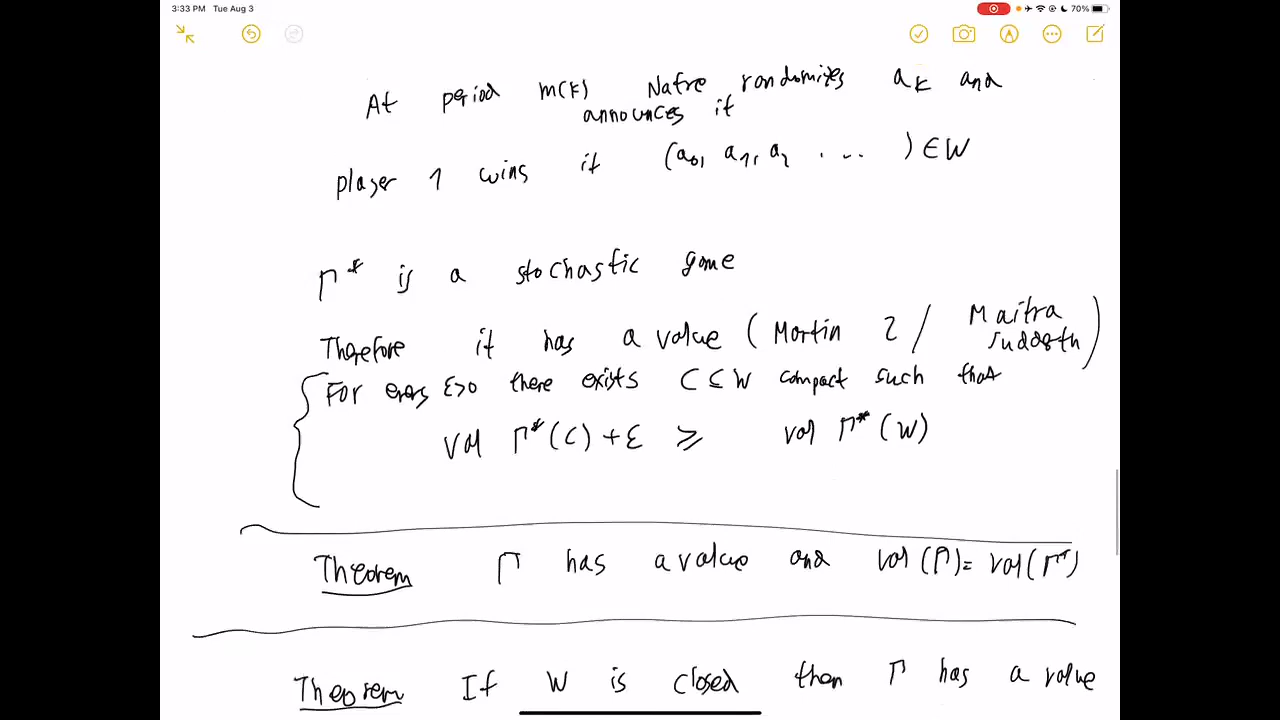 3:33 PM Tue Aug 3
70%
At period m(k) Natre randomizes a_k and
announces it
player 1 wins if (a_0, a_1, a_2 . ... ) ∈ W
Γ* is a stochastic game
Therefore it has a value ( Martin 2 / Maitra
Suddeth )
For every ε>0 there exists C ⊆ W compact such that
Val Γ*(C) + ε ≥ val Γ*(W)
Theorem Γ has a value and val(Γ) = val(Γ*)
Theorem If W is closed then Γ has a value